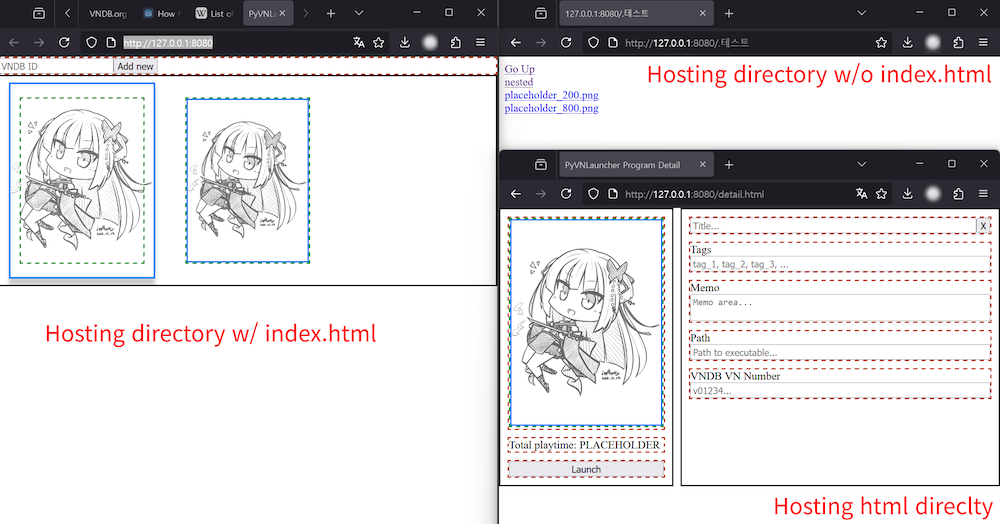 VNDB.org
How t
List of
PyVNLa
http://127.0.0.1:8080
VNDB ID
Add new
Hosting directory w/ index.html
127.0.0.1:8080/.테스트
http://127.0.0.1:8080/.테스트
Go Up
nested
placeholder_200.png
placeholder_800.png
Hosting directory w/o index.html
PyVNLauncher Program Detail
http://127.0.0.1:8080/detail.html
Total playtime: PLACEHOLDER
Launch
Title...
X
Tags
tag_1, tag_2, tag_3, ...
Memo
Memo area...
Path
Path to executable...
VNDB VN Number
v01234...
Hosting html direclty